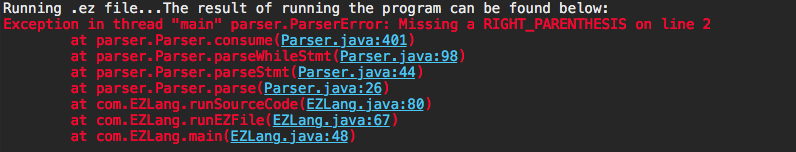 Running .ez file...The result of running the program can be found below:
Exception in thread "main" parser.ParserError: Missing a RIGHT_PARENTHESIS on line 2
at parser.Parser.consume(Parser.java:401)
at parser.Parser.parseWhileStmt(Parser.java:98)
at parser.Parser.parseStmt(Parser.java:44)
at parser.Parser.parse(Parser.java:26)
at com.EZLang.runSourceCode(EZLang.java:80)
at com.EZLang.runEZFile(EZLang.java:67)
at com.EZLang.main(EZLang.java:48)